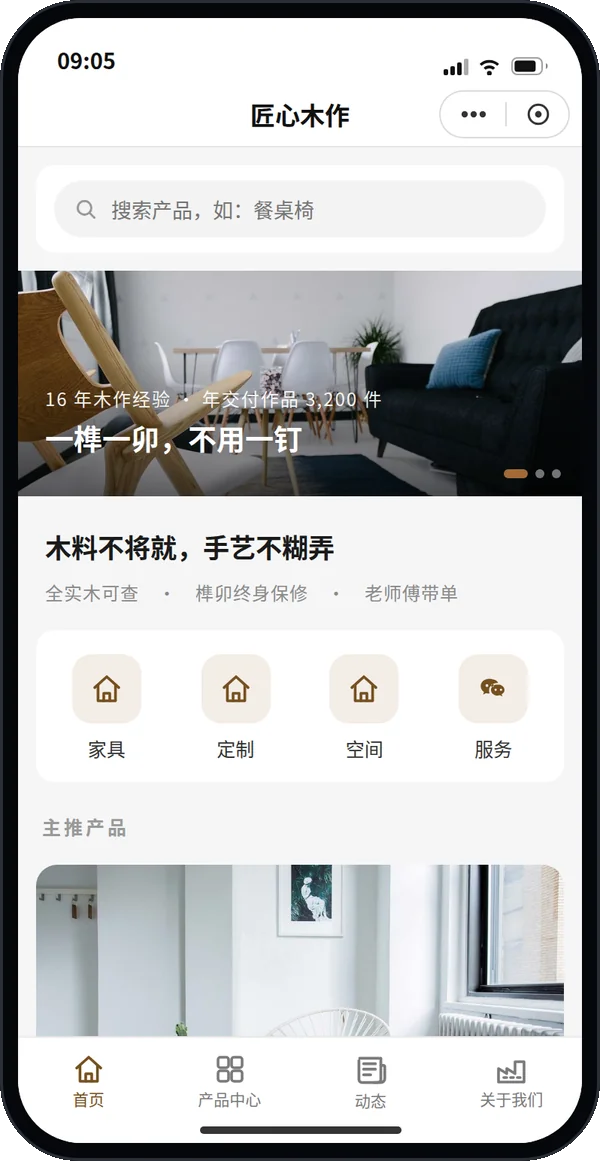 09:05
匠心木作
搜索产品，如：餐桌椅
16 年木作经验 · 年交付作品 3,200 件
一榫一卯，不用一钉
木料不将就，手艺不糊弄
全实木可查 · 榫卯终身保修 · 老师傅带单
家具 定制 空间 服务
主推产品
首页 产品中心 动态 关于我们